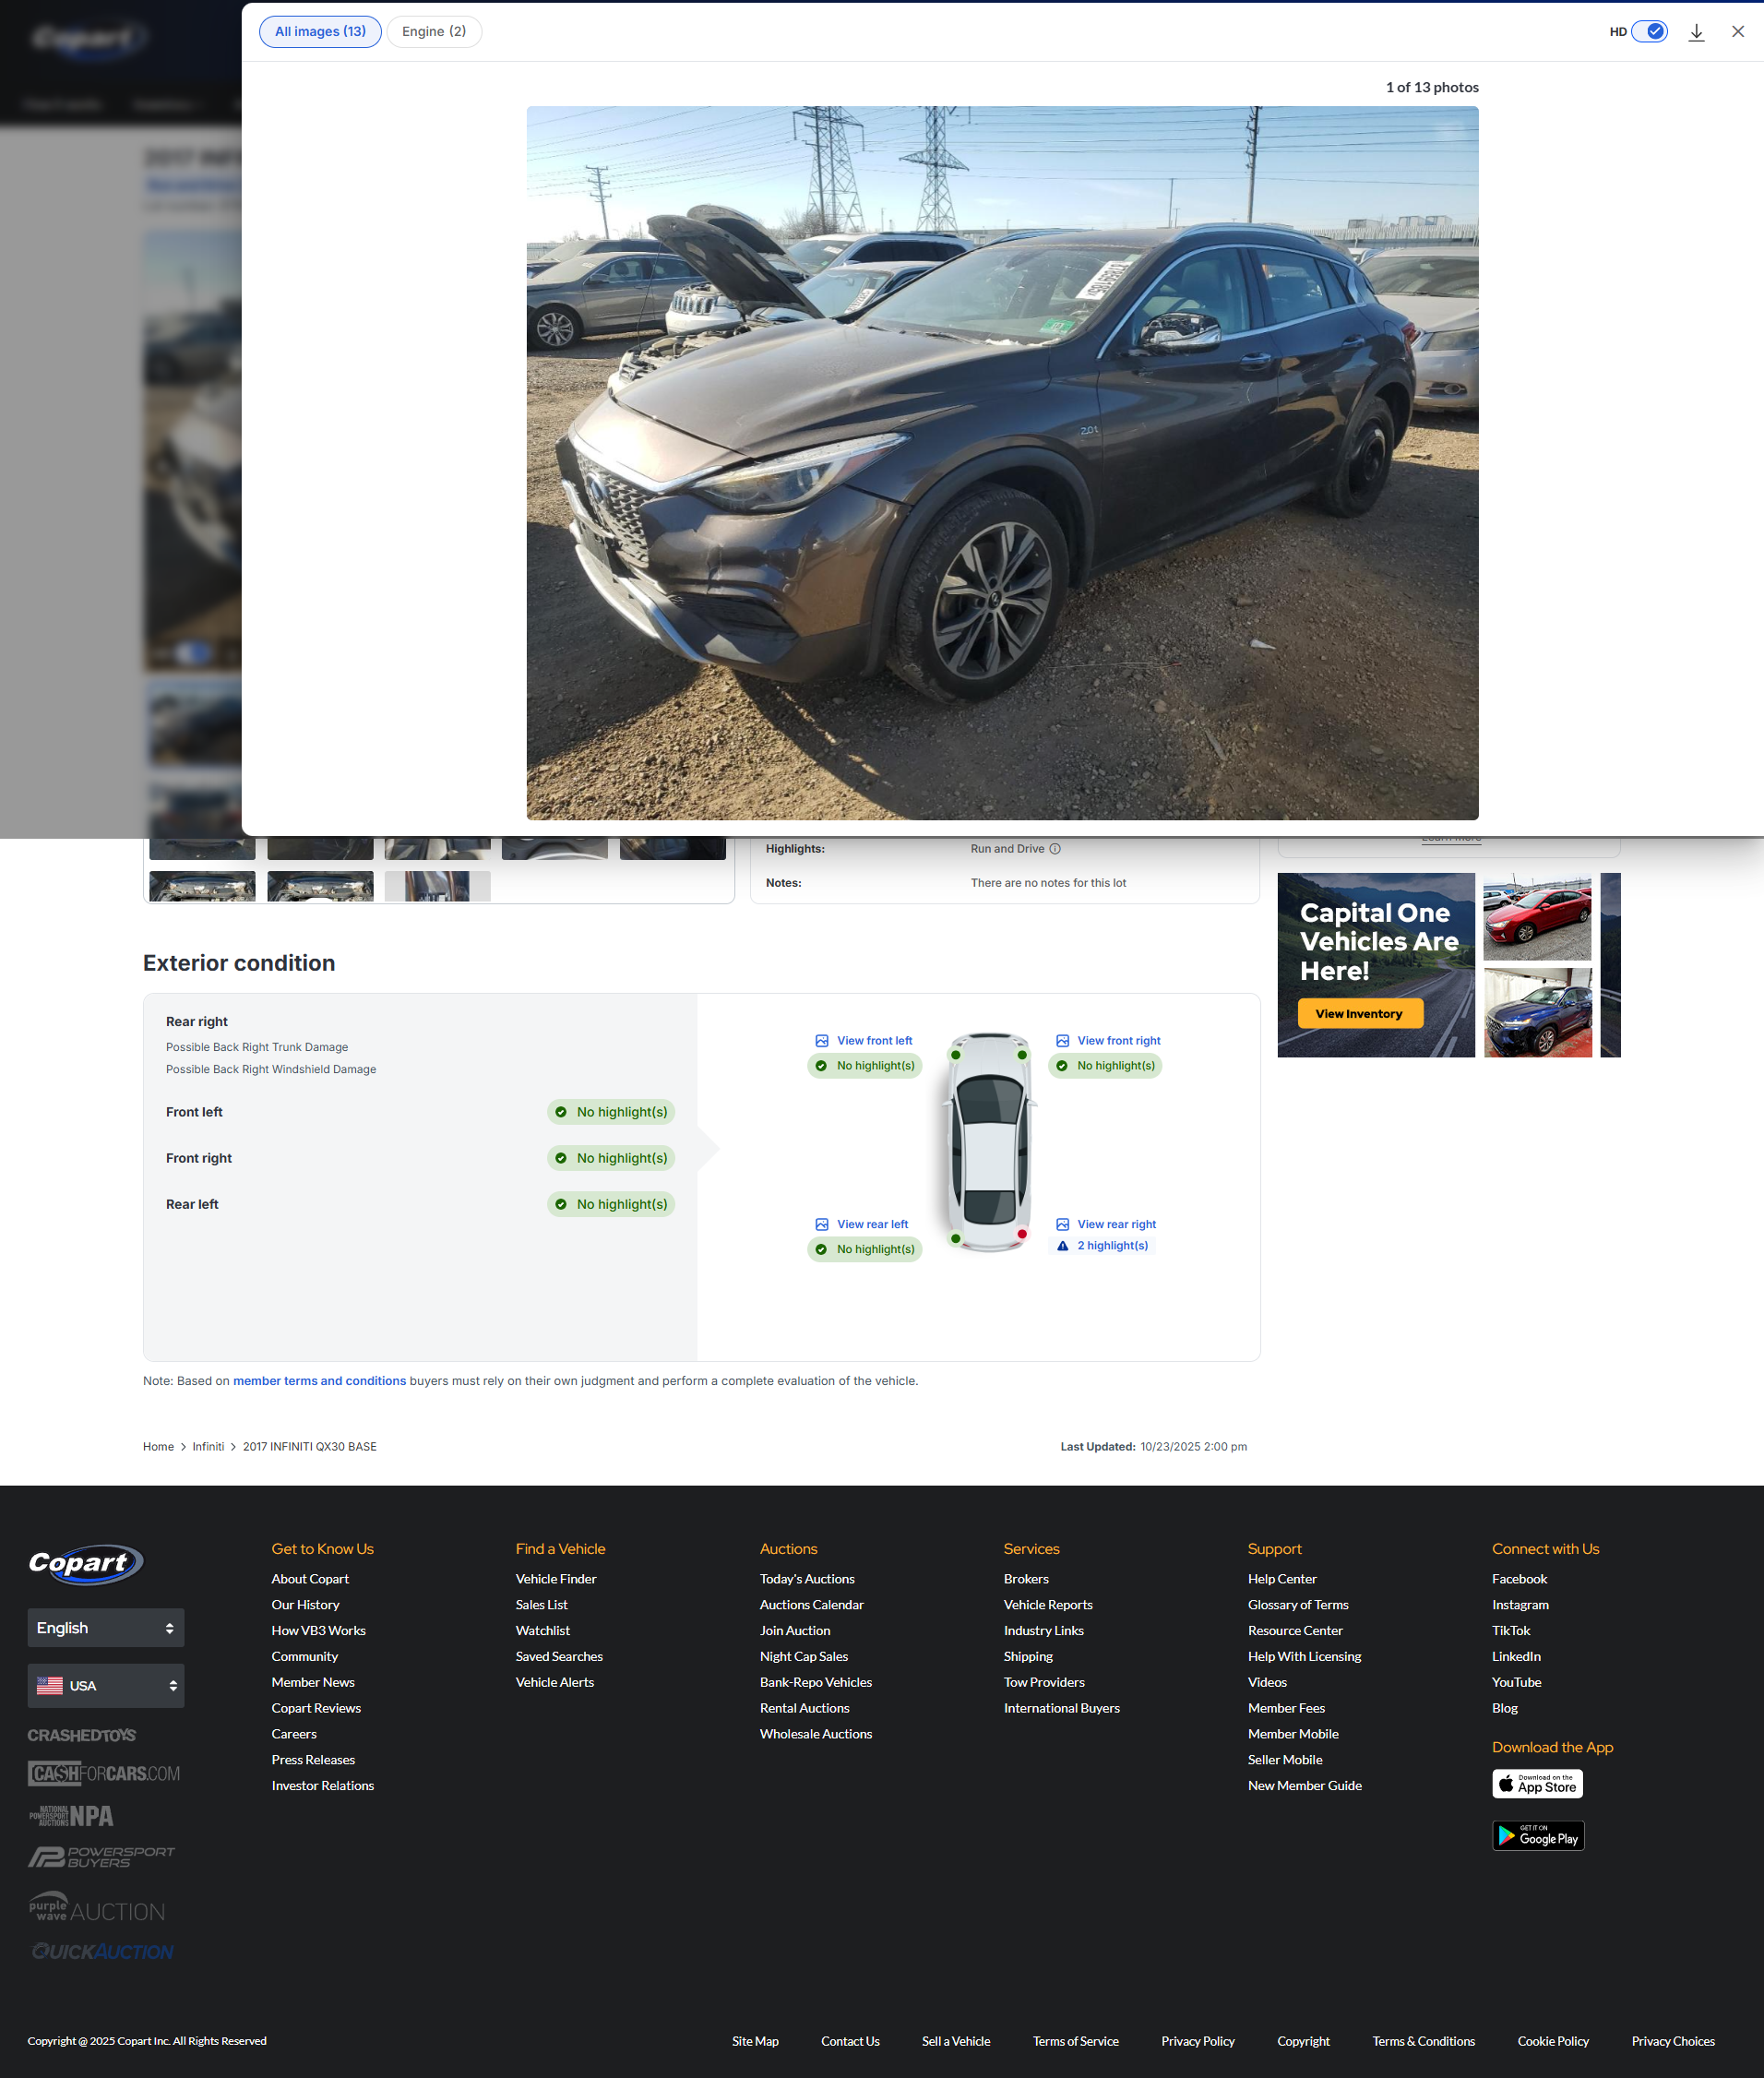 All images (13)
Engine (2)
HD
1 of 13 photos
2.0t
Highlights:
Run and Drive
Notes:
There are no notes for this lot
Learn more
Capital One
Vehicles Are
Here!
View Inventory
Exterior condition
Rear right
Possible Back Right Trunk Damage
Possible Back Right Windshield Damage
Front left
No highlight(s)
Front right
No highlight(s)
Rear left
No highlight(s)
View front left
No highlight(s)
View front right
No highlight(s)
View rear left
No highlight(s)
View rear right
2 highlight(s)
Note: Based on member terms and conditions buyers must rely on their own judgment and perform a complete evaluation of the vehicle.
Home > Infiniti > 2017 INFINITI QX30 BASE
Last Updated: 10/23/2025 2:00 pm
Copart
English
USA
CRASHEDTOYS
CASHFORCARS.COM
NATIONAL POWERSPORT AUCTIONS NPA
POWERSPORT
BUYERS
purple wave AUCTION
QUICKAUCTION
Get to Know Us
About Copart
Our History
How VB3 Works
Community
Member News
Copart Reviews
Careers
Press Releases
Investor Relations
Find a Vehicle
Vehicle Finder
Sales List
Watchlist
Saved Searches
Vehicle Alerts
Auctions
Today's Auctions
Auctions Calendar
Join Auction
Night Cap Sales
Bank-Repo Vehicles
Rental Auctions
Wholesale Auctions
Services
Brokers
Vehicle Reports
Industry Links
Shipping
Tow Providers
International Buyers
Support
Help Center
Glossary of Terms
Resource Center
Help With Licensing
Videos
Member Fees
Member Mobile
Seller Mobile
New Member Guide
Connect with Us
Facebook
Instagram
TikTok
LinkedIn
YouTube
Blog
Download the App
Download on the
App Store
GET IT ON
Google Play
Copyright @ 2025 Copart Inc. All Rights Reserved
Site Map
Contact Us
Sell a Vehicle
Terms of Service
Privacy Policy
Copyright
Terms & Conditions
Cookie Policy
Privacy Choices